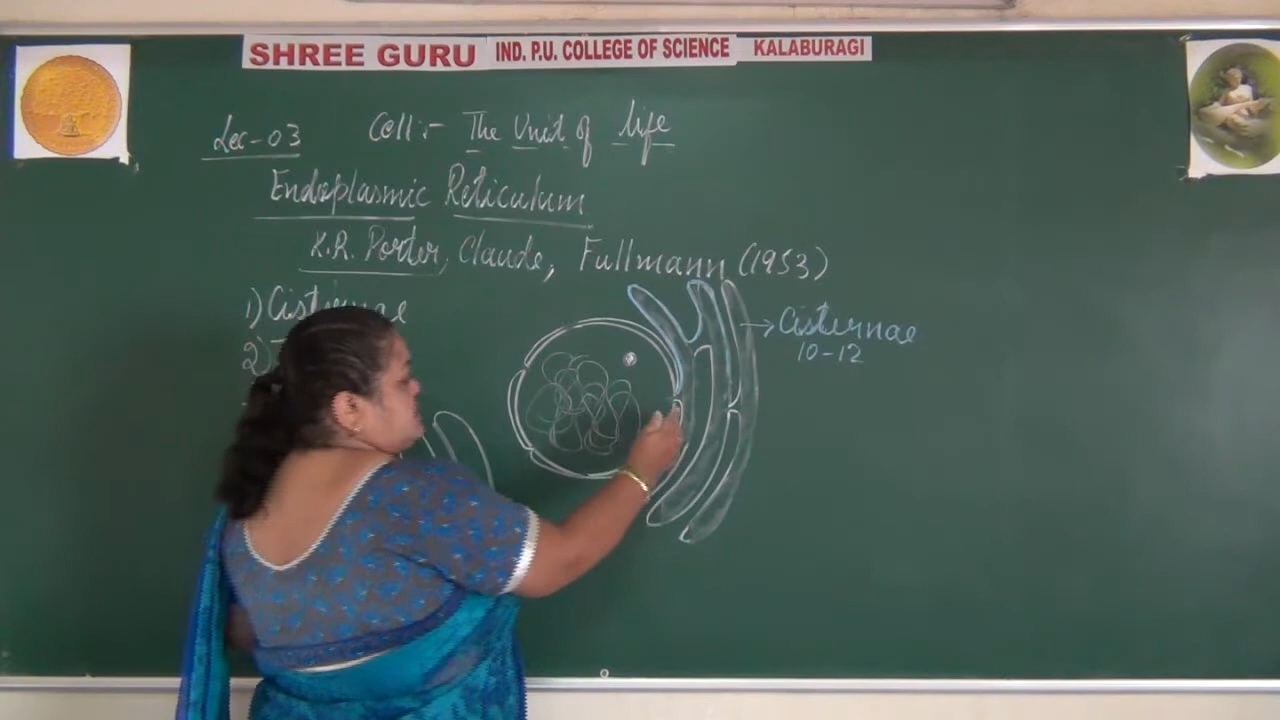 SHREE GURU IND. P.U. COLLEGE OF SCIENCE KALABURAGI
Lec-03 Cell:- The Unit of life
Endoplasmic Reticulum
K.R. Porter, Claude, Fullmann (1953)
1) Cisternae
2)
→ Cisternae
10-12